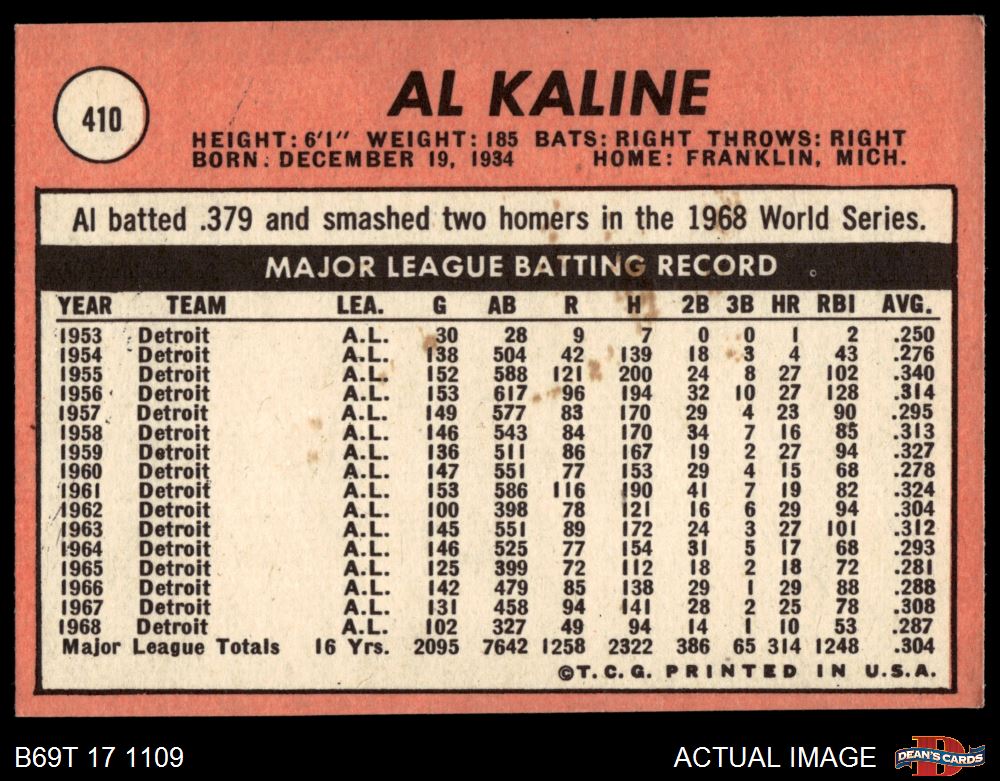 410
AL KALINE
HEIGHT: 6'1" WEIGHT: 185 BATS: RIGHT THROWS: RIGHT
BORN: DECEMBER 19, 1934 HOME: FRANKLIN, MICH.
Al batted .379 and smashed two homers in the 1968 World Series.
MAJOR LEAGUE BATTING RECORD
YEAR TEAM LEA. G AB R H 2B 3B HR RBI AVG.
1953 Detroit A.L. 30 28 9 7 0 0 1 2 .250
1954 Detroit A.L. 138 504 42 139 18 3 4 43 .276
1955 Detroit A.L. 152 588 121 200 24 8 27 102 .340
1956 Detroit A.L. 153 617 96 194 32 10 27 128 .314
1957 Detroit A.L. 149 577 83 170 29 4 23 90 .295
1958 Detroit A.L. 146 543 84 170 34 7 16 85 .313
1959 Detroit A.L. 136 511 86 167 19 2 27 94 .327
1960 Detroit A.L. 147 551 77 153 29 4 15 68 .278
1961 Detroit A.L. 153 586 116 190 41 7 19 82 .324
1962 Detroit A.L. 100 398 78 121 16 6 29 94 .304
1963 Detroit A.L. 145 551 89 172 24 3 27 101 .312
1964 Detroit A.L. 146 525 77 154 31 5 17 68 .293
1965 Detroit A.L. 125 399 72 112 18 2 18 72 .281
1966 Detroit A.L. 142 479 85 138 29 1 29 88 .288
1967 Detroit A.L. 131 458 94 141 28 2 25 78 .308
1968 Detroit A.L. 102 327 49 94 14 1 10 53 .287
Major League Totals 16 Yrs. 2095 7642 1258 2322 386 65 314 1248 .304
©T.C.G. PRINTED IN U.S.A.
B69T 17 1109 ACTUAL IMAGE
D
DEAN'S CARDS